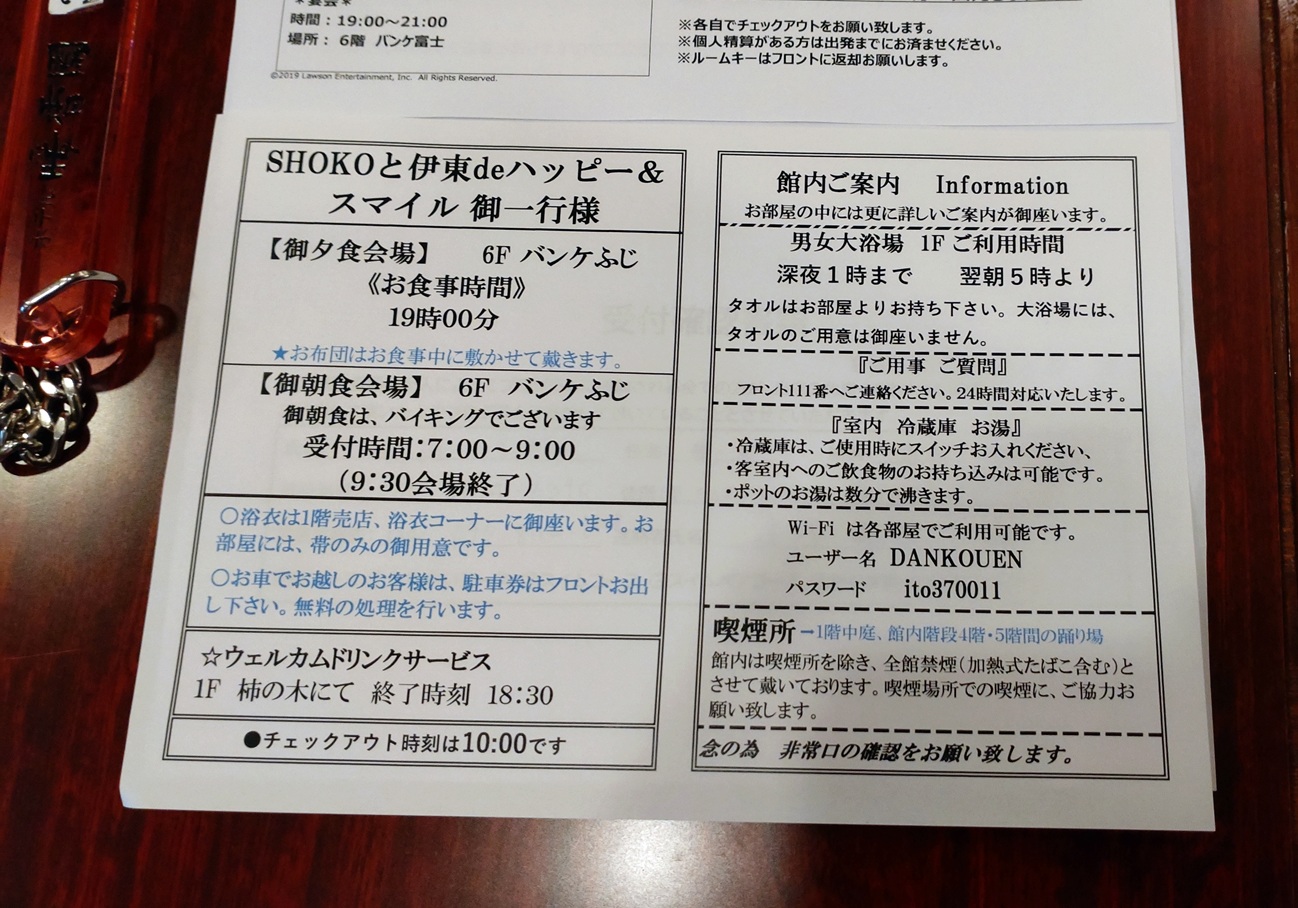 *宴会*
時間：19:00～21:00
場所： 6階 バンケ富士
©2019 Lawson Entertainment, Inc. All Rights Reserved.
※各自でチェックアウトをお願い致します。
※個人精算がある方は出発までにお済ませください。
※ルームキーはフロントに返却お願いします。
SHOKOと伊東deハッピー＆
スマイル 御一行様
【御夕食会場】 6F バンケふじ
《お食事時間》
19時00分
★お布団はお食事中に敷かせて戴きます。
【御朝食会場】 6F バンケふじ
御朝食は、バイキングでございます
受付時間：7：00～9：00
（9：30会場終了）
○浴衣は1階売店、浴衣コーナーに御座います。お
部屋には、帯のみの御用意です。
○お車でお越しのお客様は、駐車券はフロントお出
し下さい。無料の処理を行います。
☆ウェルカムドリンクサービス
1F 柿の木にて 終了時刻 18：30
●チェックアウト時刻は10:00です
館内ご案内 Information
お部屋の中には更に詳しいご案内が御座います。
男女大浴場 1F ご利用時間
深夜１時まで 翌朝５時より
タオルはお部屋よりお持ち下さい。大浴場には、
タオルのご用意は御座いません。
『ご用事 ご質問』
フロント111番へご連絡ください。24時間対応いたします。
『室内 冷蔵庫 お湯』
・冷蔵庫は、ご使用時にスイッチお入れください、
・客室内へのご飲食物のお持ち込みは可能です。
・ポットのお湯は数分で沸きます。
Wi-Fi は各部屋でご利用可能です。
ユーザー名 DANKOUEN
パスワード ito370011
喫煙所→1階中庭、館内階段4階・5階間の踊り場
館内は喫煙所を除き、全館禁煙（加熱式たばこ含む）と
させて戴いております。喫煙場所での喫煙に、ご協力お
願い致します。
念の為 非常口の確認をお願い致します。